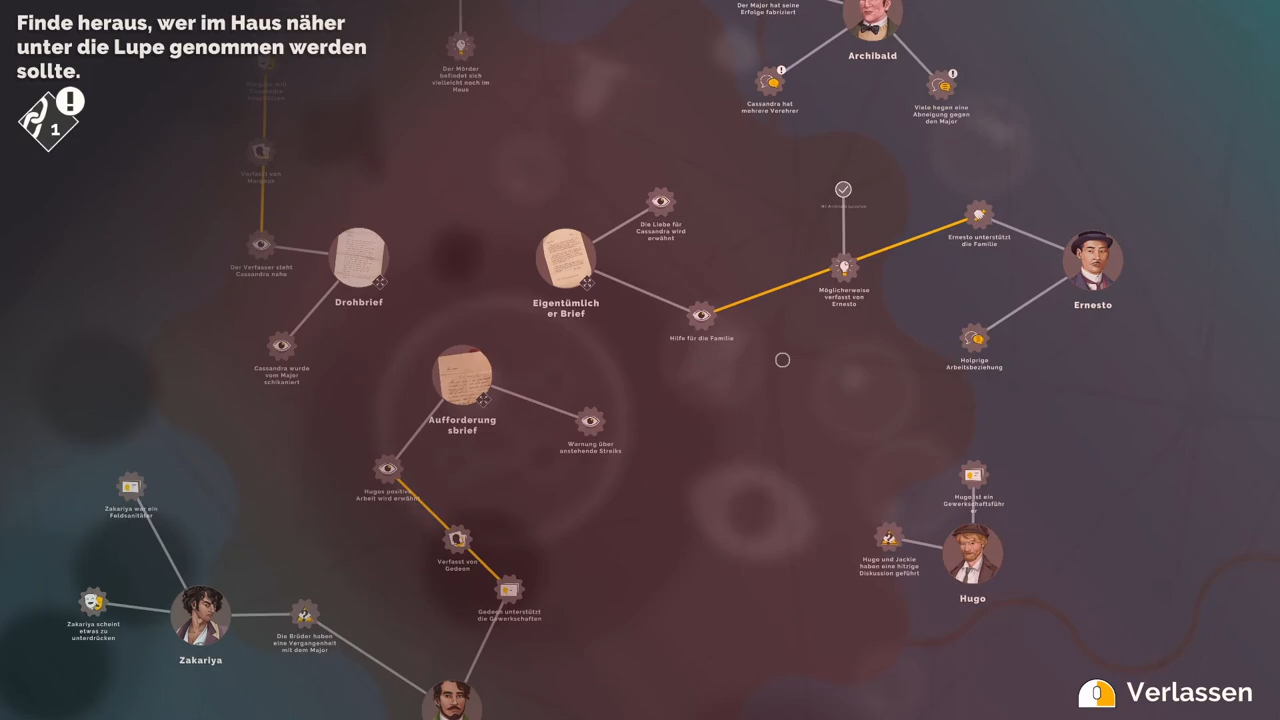 Finde heraus, wer im Haus näher
unter die Lupe genommen werden
sollte.
1
Der Major hat seine
Erfolge fabriziert
Archibald
Cassandra hat
mehrere Verehrer
Viele hegen eine
Abneigung gegen
den Major
Der Mörder
befindet sich
vielleicht noch im
Haus
Verfasst von
Der Verfasser steht
Cassandra nahe
Drohbrief
Cassandra wurde
vom Major
schikaniert
Eigentümlich
er Brief
Die Liebe für
Cassandra wird
erwähnt
Hilfe für die Familie
Möglicherweise
verfasst von
Ernesto
Ernesto unterstützt
die Familie
Ernesto
Holprige
Arbeitsbeziehung
Aufforderung
sbrief
Warnung über
anstehende Streiks
Hugos positive
Arbeit wird erwähnt
Verfasst von
Gedeon
Gedeon unterstützt
die Gewerkschaften
Zakariya war ein
Feldsanitäter
Zakariya scheint
etwas zu
unterdrücken
Zakariya
Die Brüder haben
eine Vergangenheit
mit dem Major
Hugo ist ein
Gewerkschaftsführ
er
Hugo und Jackie
haben eine hitzige
Diskussion geführt
Hugo
Verlassen